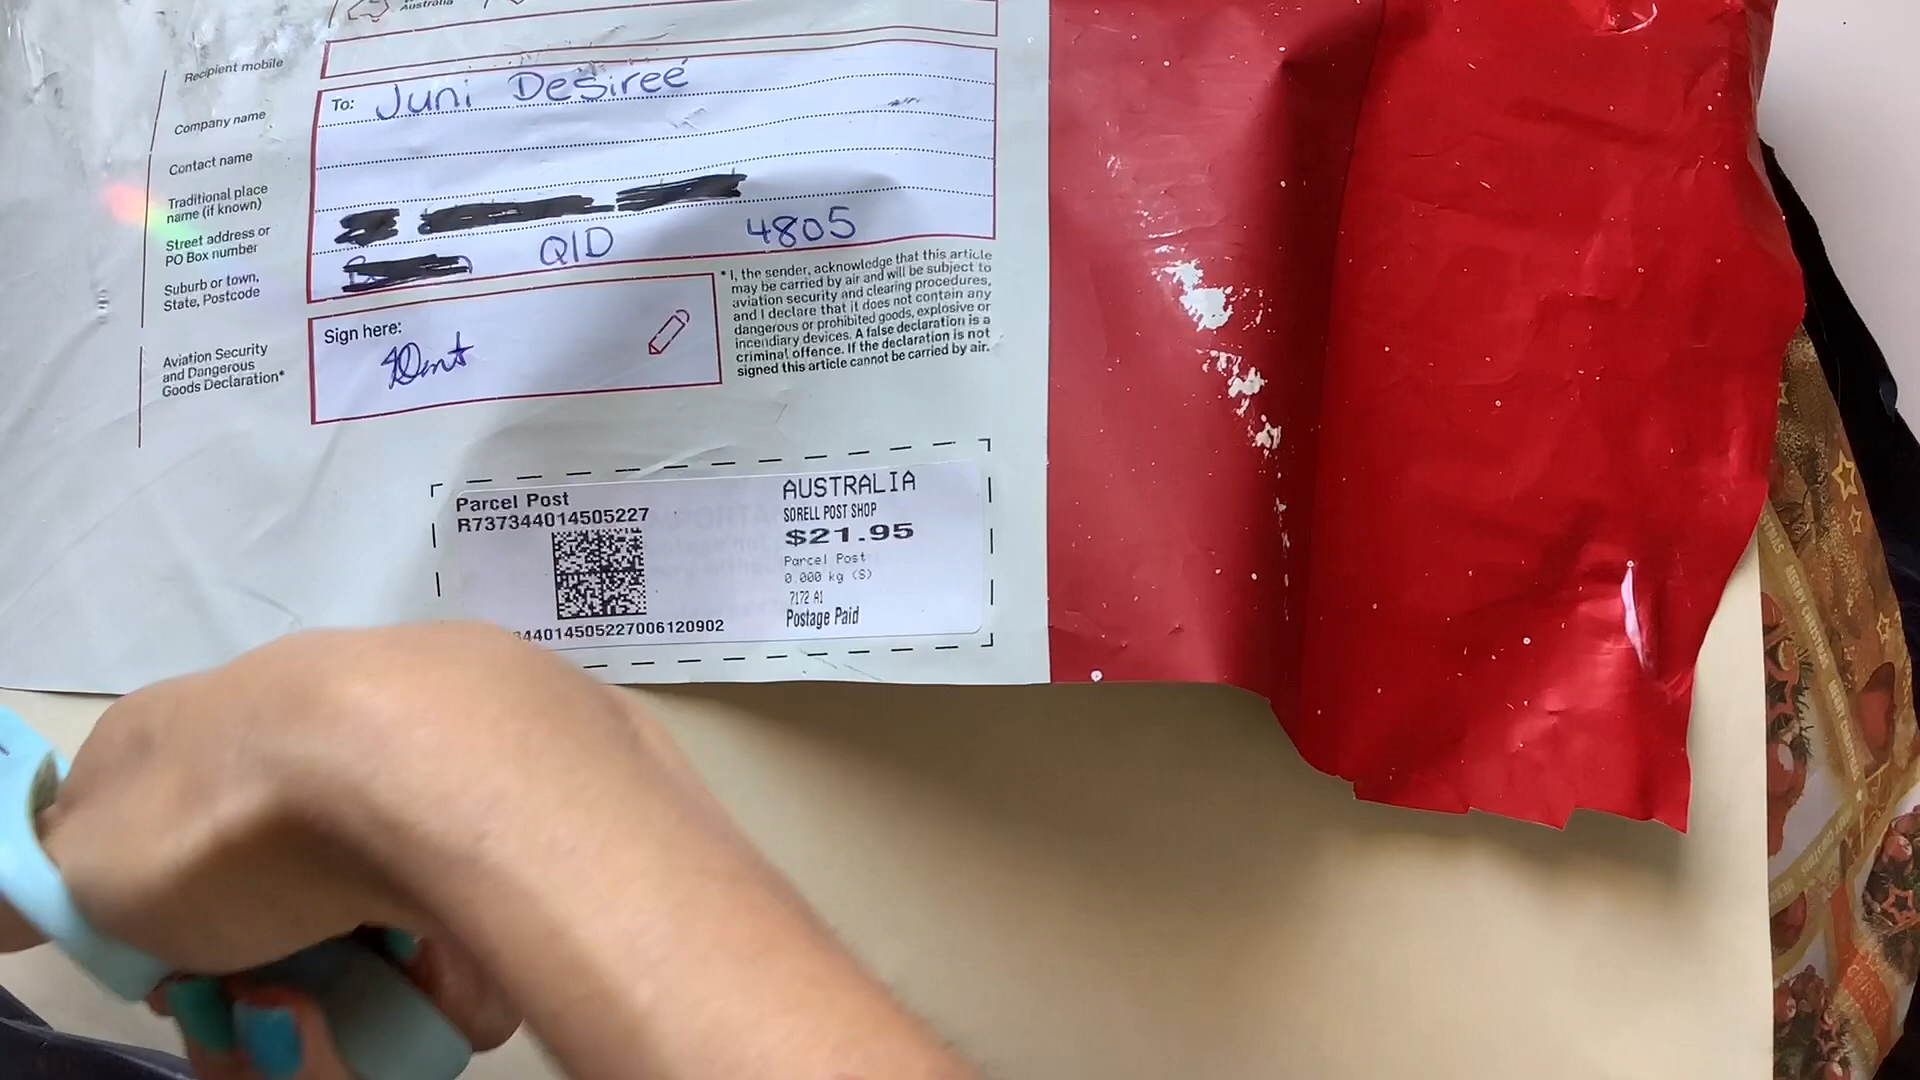 Australia
Recipient mobile
Company name
To: Juni Desireé
Contact name
Traditional place
name (if known)
Street address or
PO Box number
Suburb or town,
State, Postcode
QLD 4805
Aviation Security
and Dangerous
Goods Declaration*
Sign here:
* I, the sender, acknowledge that this article
may be carried by air and will be subject to
aviation security and clearing procedures,
and I declare that it does not contain any
dangerous or prohibited goods, explosive or
incendiary devices. A false declaration is a
criminal offence. If the declaration is not
signed this article cannot be carried by air.
Parcel Post
R737344014505227
AUSTRALIA
SORELL POST SHOP
$21.95
Parcel Post
0.000 kg (S)
7172 A1
Postage Paid
44014505227006120902
MERRY CHRISTMAS